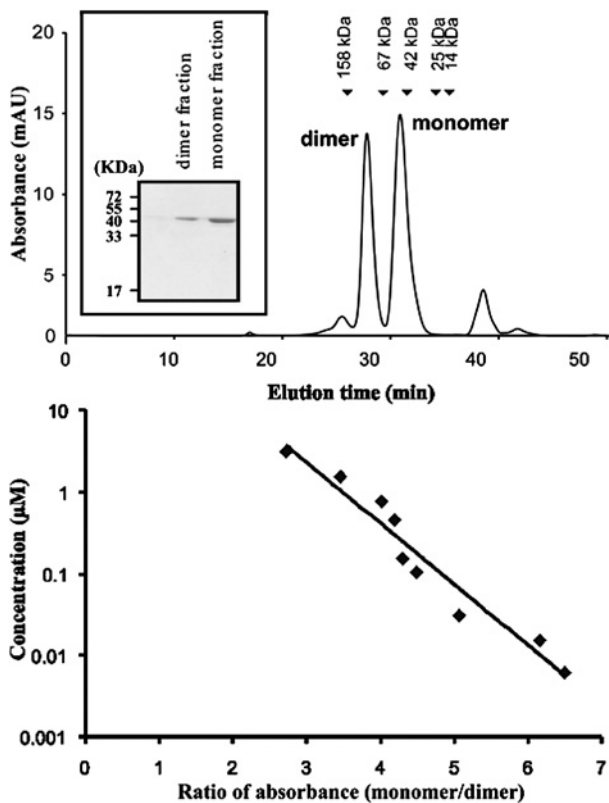 20
15
10
5
0
Absorbance (mAU)
(KDa)
dimer fraction
monomer fraction
72
55
40
33
17
158 kDa
67 kDa
42 kDa
25 kDa
14 kDa
dimer
monomer
0 10 20 30 40 50
Elution time (min)
10
1
0.1
0.01
0.001
Concentration (μM)
0 1 2 3 4 5 6 7
Ratio of absorbance (monomer/dimer)